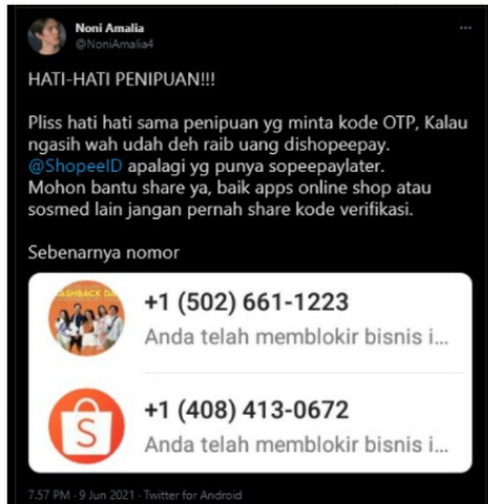 Noni Amalia
@NoniAmalia4
HATI-HATI PENIPUAN!!!
Pliss hati hati sama penipuan yg minta kode OTP, Kalau
ngasih wah udah deh raib uang dishopeepay.
@ShopeeID apalagi yg punya sopeepaylater.
Mohon bantu share ya, baik apps online shop atau
sosmed lain jangan pernah share kode verifikasi.
Sebenarnya nomor
CASHBACK DA
+1 (502) 661-1223
Anda telah memblokir bisnis i...
S
+1 (408) 413-0672
Anda telah memblokir bisnis i...
7.57 PM · 9 Jun 2021 · Twitter for Android